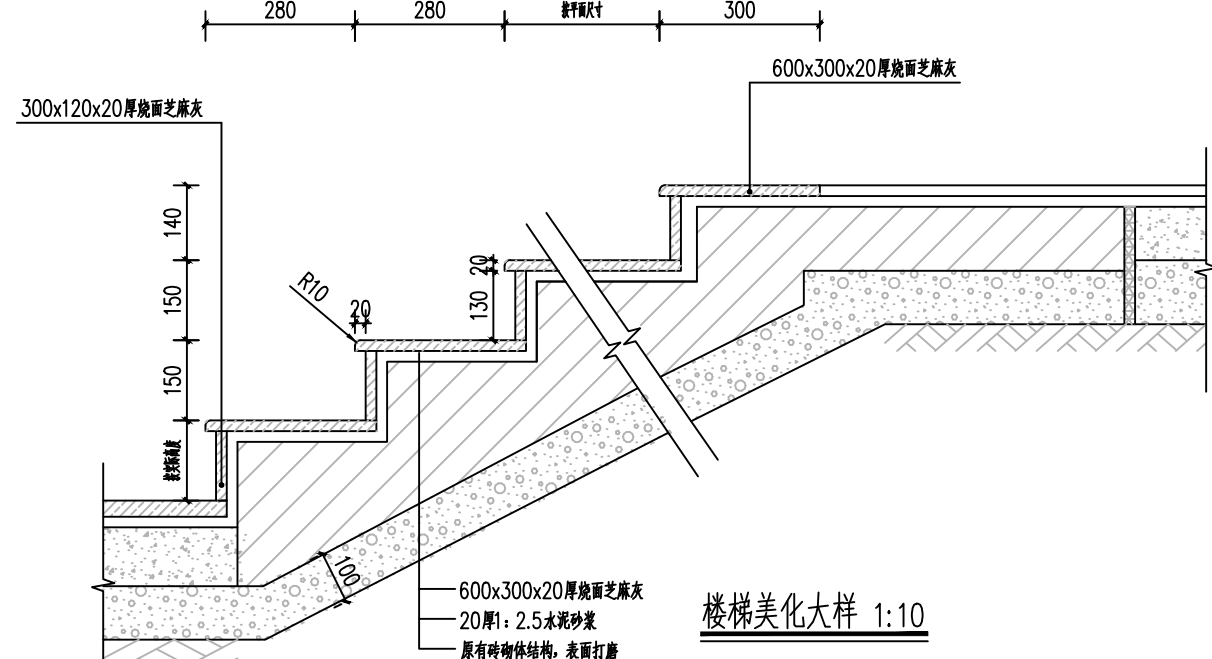 280
280
按平面尺寸
300
600x300x20厚烧面芝麻灰
300x120x20厚烧面芝麻灰
140
150
150
按实际高度
R10
20
20
130
100
600x300x20厚烧面芝麻灰
20厚1：2.5水泥砂浆
原有砖砌体结构，表面打磨
楼梯美化大样 1:10